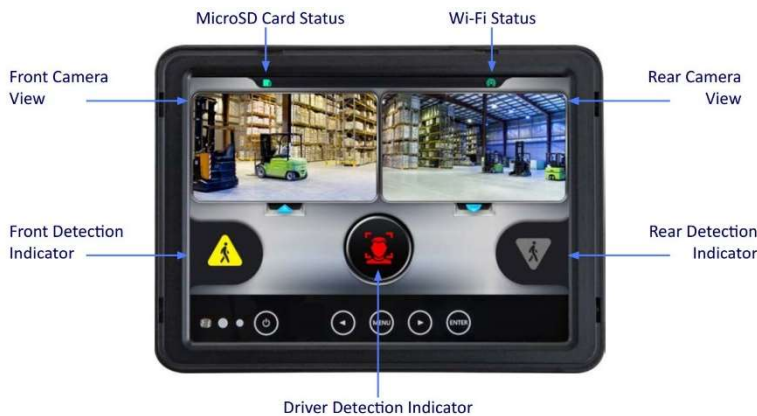 MicroSD Card Status
Wi-Fi Status
Front Camera
View
Rear Camera
View
Front Detection
Indicator
Rear Detection
Indicator
MENU
ENTER
Driver Detection Indicator